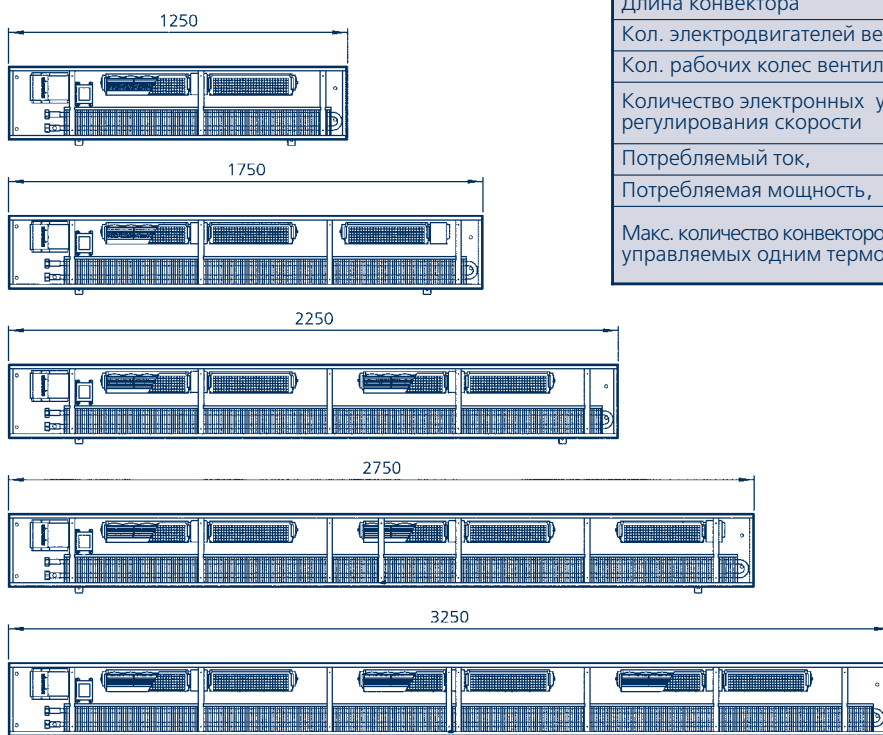 1250
1750
2250
2750
3250
Длина конвектора
Кол. электродвигателей ве
Кол. рабочих колес вентил
Количество электронных у
регулирования скорости
Потребляемый ток,
Потребляемая мощность,
Макс. количество конвекторо
управляемых одним термо